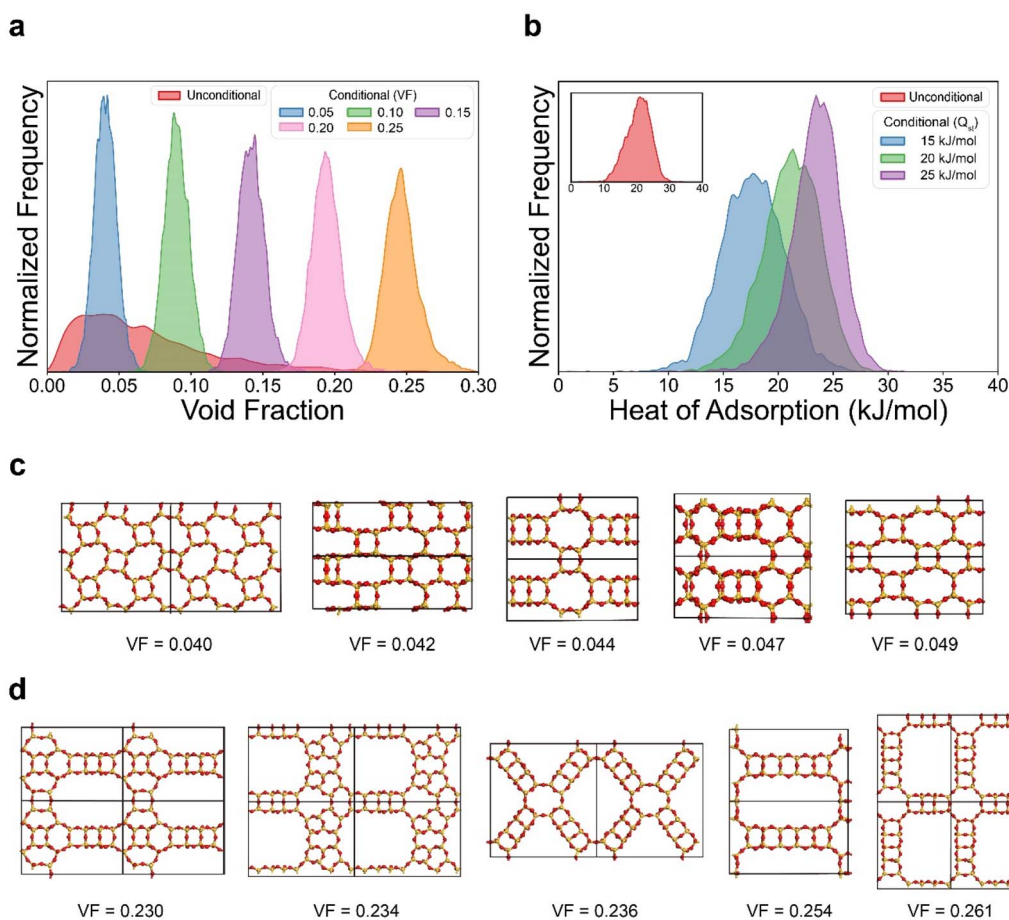 a
Unconditional
Conditional (VF)
0.05 0.10 0.15
0.20 0.25
Normalized Frequency
0.00 0.05 0.10 0.15 0.20 0.25 0.30
Void Fraction
b
Unconditional
Conditional (Qst)
15 kJ/mol
20 kJ/mol
25 kJ/mol
0 10 20 30 40
Normalized Frequency
0 5 10 15 20 25 30 35 40
Heat of Adsorption (kJ/mol)
c
VF = 0.040 VF = 0.042 VF = 0.044 VF = 0.047 VF = 0.049
d
VF = 0.230 VF = 0.234 VF = 0.236 VF = 0.254 VF = 0.261